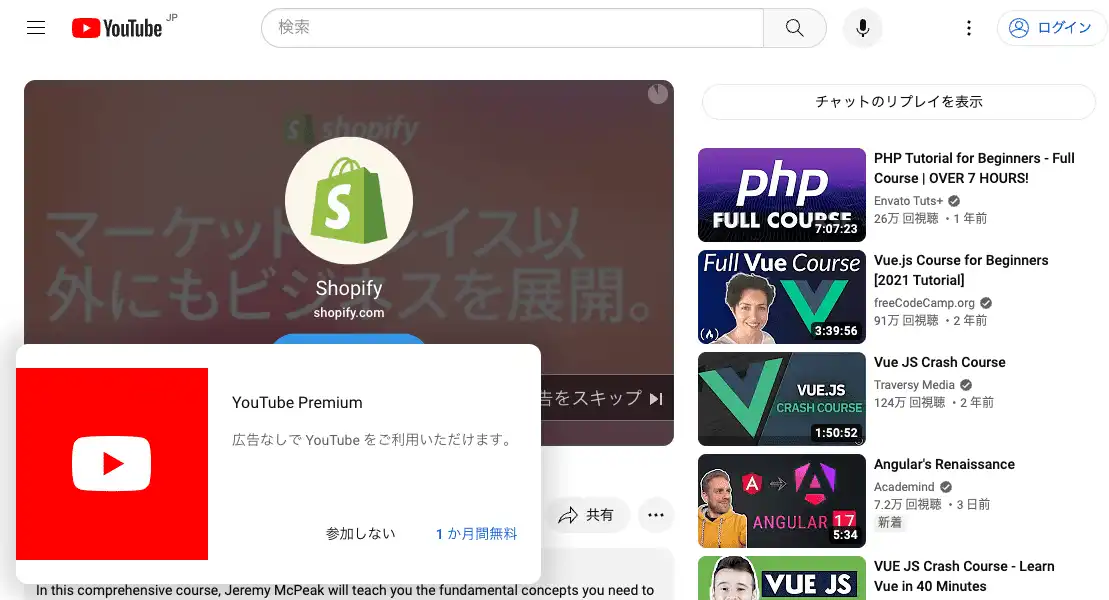 YouTube JP
検索
ログイン
shopify
マーケットプレイス以
外にもビジネスを展開。
Shopify
shopify.com
告をスキップ
YouTube Premium
広告なしで YouTube をご利用いただけます。
参加しない
1 か月間無料
共有
In this comprehensive course, Jeremy McPeak will teach you the fundamental concepts you need to
チャットのリプレイを表示
php
FULL COURSE
7:07:23
PHP Tutorial for Beginners - Full
Course | OVER 7 HOURS!
Envato Tuts+
26万 回視聴 ・1 年前
Full Vue Course
3:39:56
Vue.js Course for Beginners
[2021 Tutorial]
freeCodeCamp.org
91万 回視聴 ・2 年前
VUE.JS
CRASH COURSE
1:50:52
Vue JS Crash Course
Traversy Media
124万 回視聴 ・2 年前
A
ANGULAR 17
5:34
Angular's Renaissance
Academind
7.2万 回視聴 ・3 日前
新着
VUE JS
VUE JS Crash Course - Learn
Vue in 40 Minutes